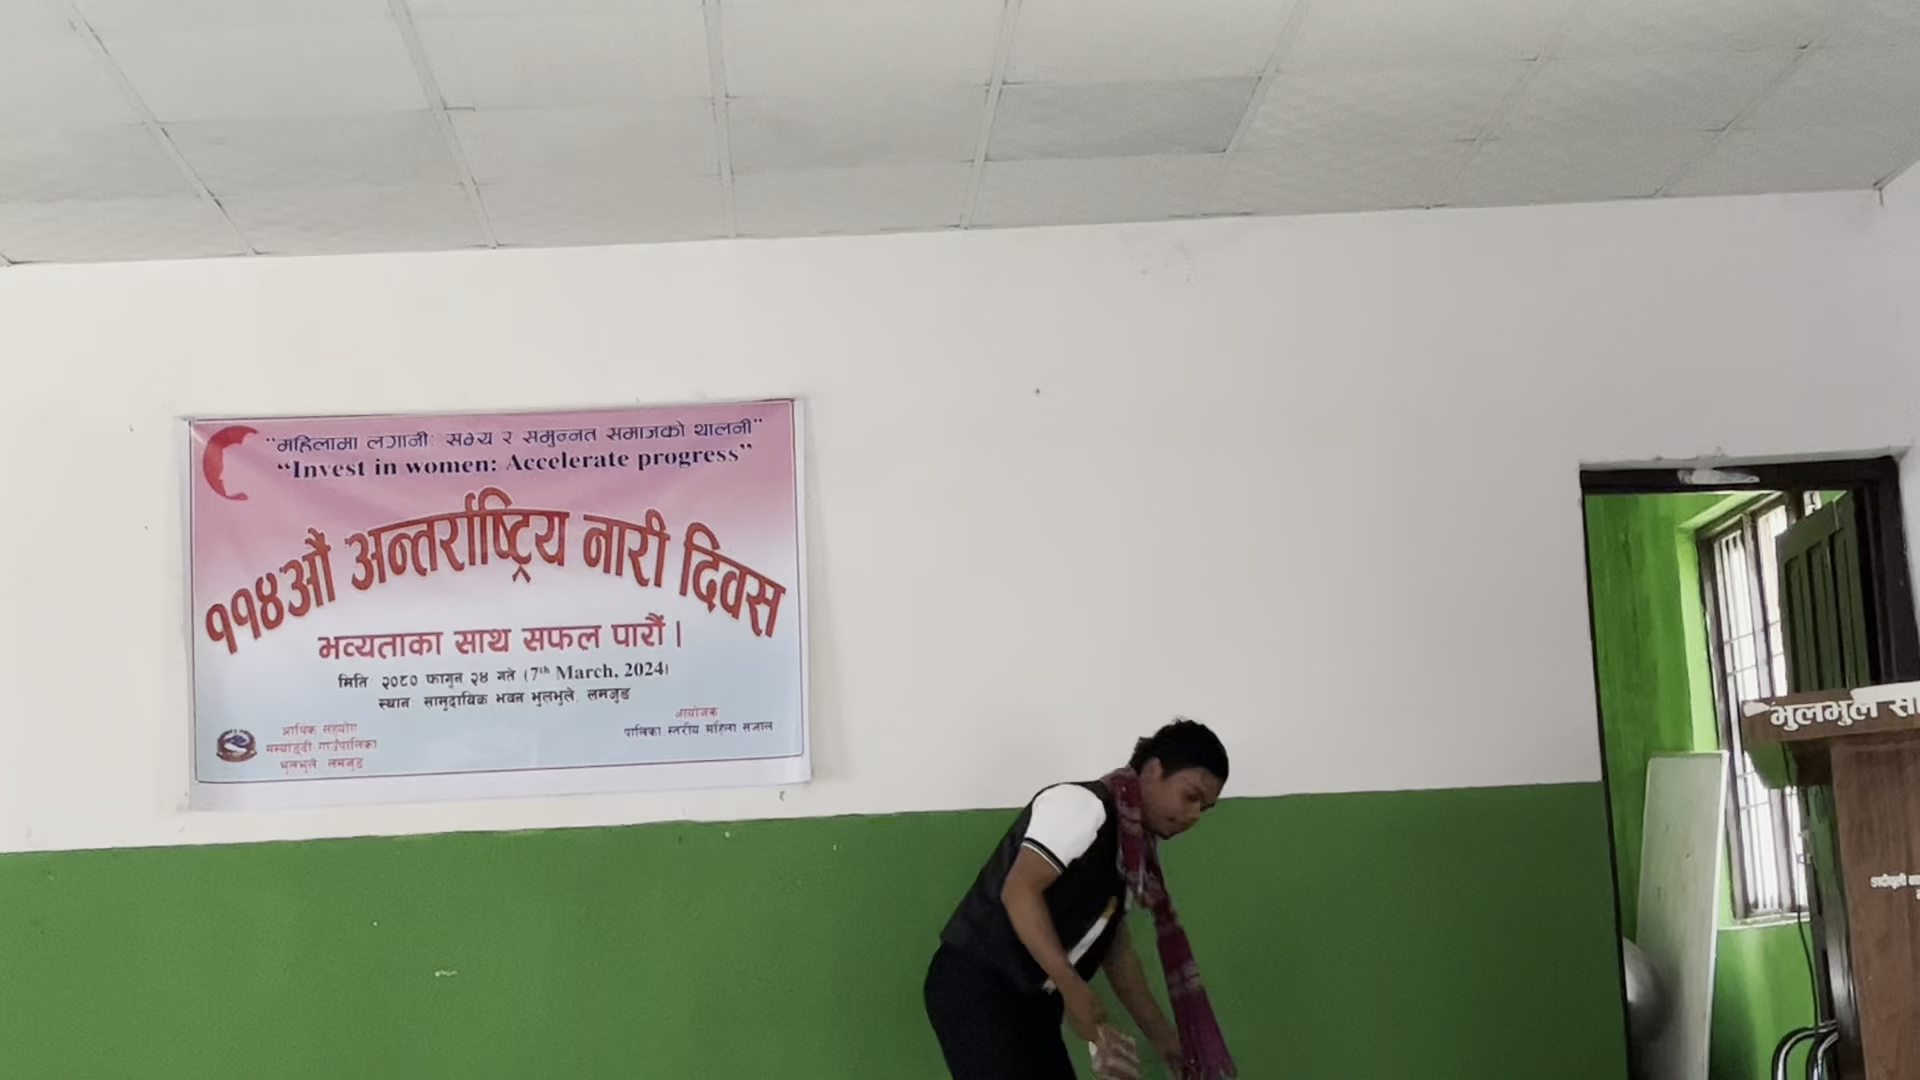 "महिलामा लगानी: सभ्य र समुन्नत समाजको थालनी"
"Invest in women: Accelerate progress"
११४औं अन्तर्राष्ट्रिय नारी दिवस
भव्यताका साथ सफल पारौं ।
मिति: २०८० फागुन २४ गते (7th March, 2024)
स्थान: सामुदायिक भवन भुलभुले, लमजुङ
आर्थिक सहयोग
मर्स्याङ्दी गाउँपालिका
भुलभुले, लमजुङ
आयोजक
पालिका स्तरीय महिला सञ्जाल
भुलभुले सा